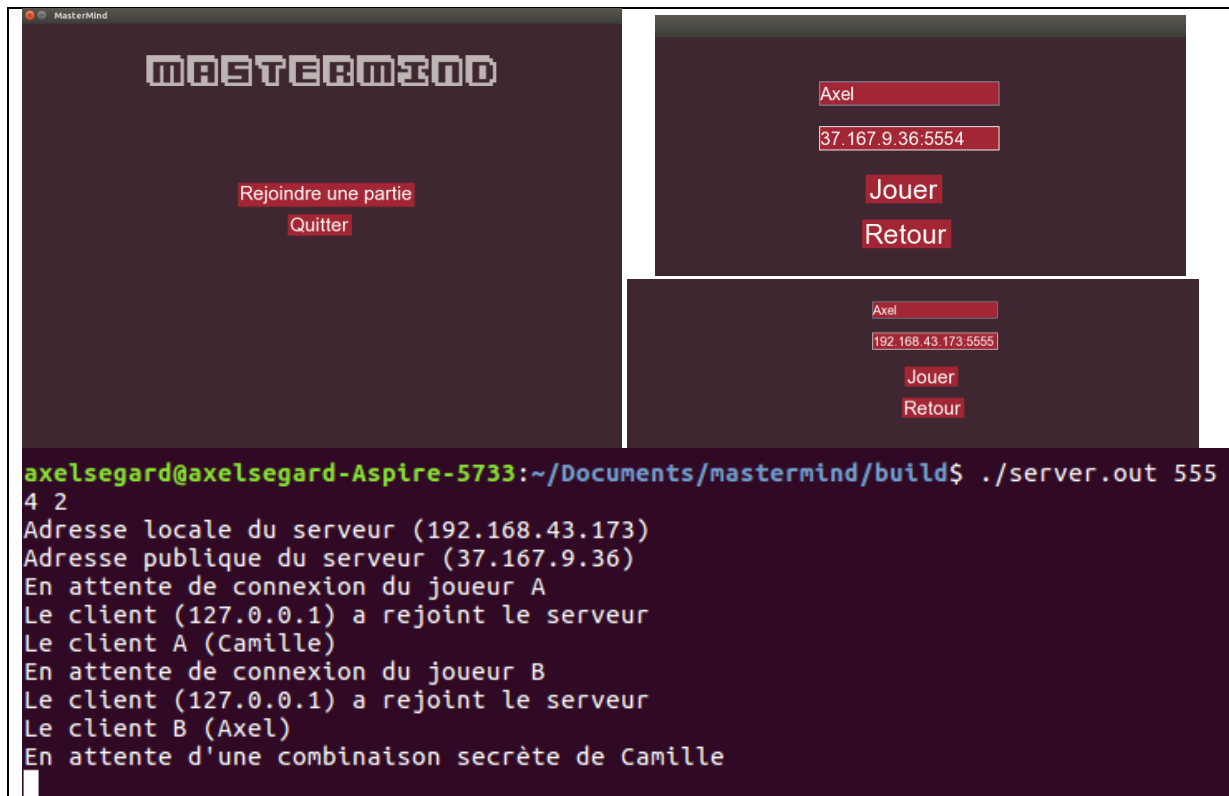 MasterMind
MASTERMIND
Rejoindre une partie
Quitter
Axel
37.167.9.36:5554
Jouer
Retour
Axel
192.168.43.173:5555
Jouer
Retour
axelsegard@axelsegard-Aspire-5733:~/Documents/mastermind/build$ ./server.out 555
4 2
Adresse locale du serveur (192.168.43.173)
Adresse publique du serveur (37.167.9.36)
En attente de connexion du joueur A
Le client (127.0.0.1) a rejoint le serveur
Le client A (Camille)
En attente de connexion du joueur B
Le client (127.0.0.1) a rejoint le serveur
Le client B (Axel)
En attente d'une combinaison secrète de Camille